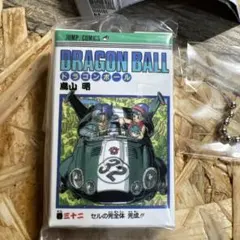 JUMP COMICS
DRAGON BALL
ドラゴンボール
鳥山 明
32
巻三十二 セルの完全体 完成!!